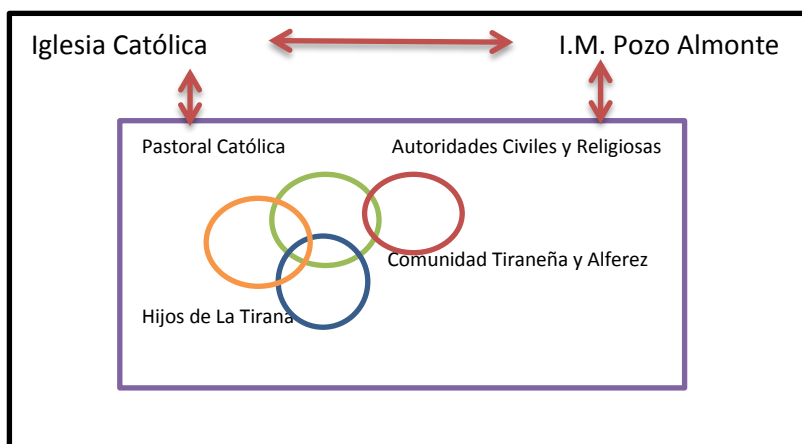 Iglesia Católica
I.M. Pozo Almonte
Pastoral Católica
Autoridades Civiles y Religiosas
Comunidad Tiraneña y Alferez
Hijos de La Tirana